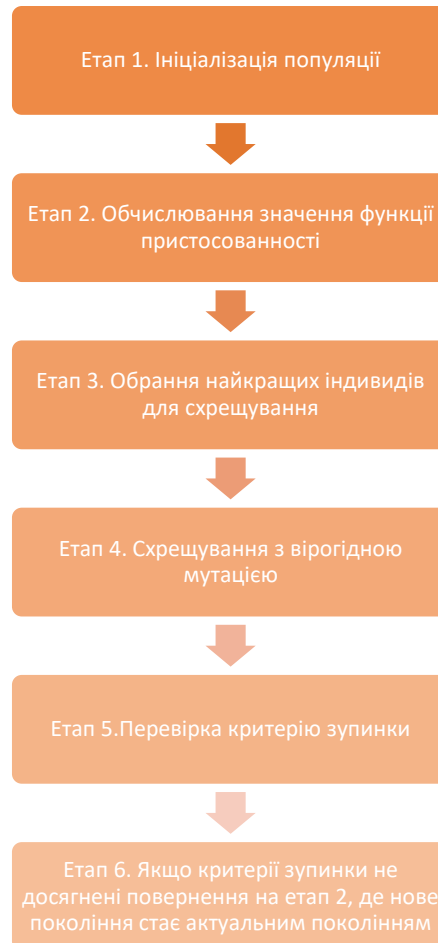 Етап 1. Ініціалізація популяції
Етап 2. Обчислювання значення функції
пристосованності
Етап 3. Обрання найкращих індивидів
для схрещування
Етап 4. Схрещування з вірогідною
мутацією
Етап 5.Перевірка критерію зупинки
Етап 6. Якщо критерії зупинки не
досягнені повернення на етап 2, де нове
покоління стає актуальним поколінням